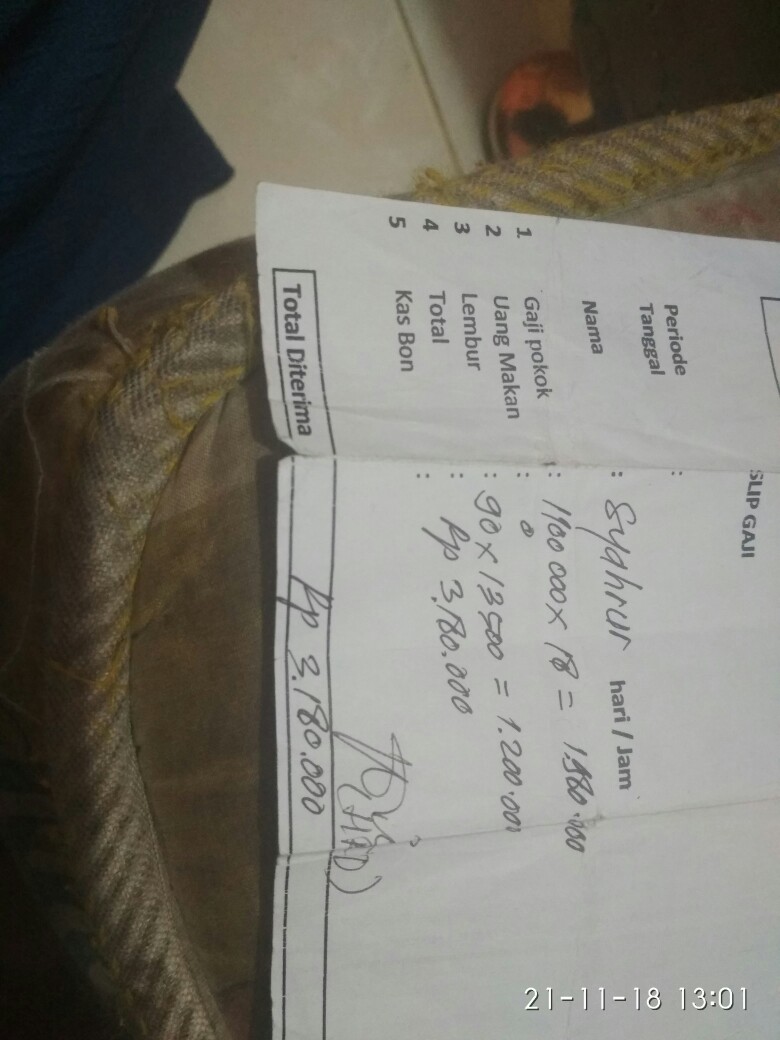 SLIP GAJI
Periode :
Tanggal
Nama : Syahrur hari / Jam
1 Gaji pokok : 1100 000 x 18 = 1.980.000
2 Uang Makan : 0
3 Lembur : 90 x 13500 = 1.200.000
4 Total : Rp 3.180.000
5 Kas Bon :
Total Diterima Rp 3.180.000
21-11-18 13:01